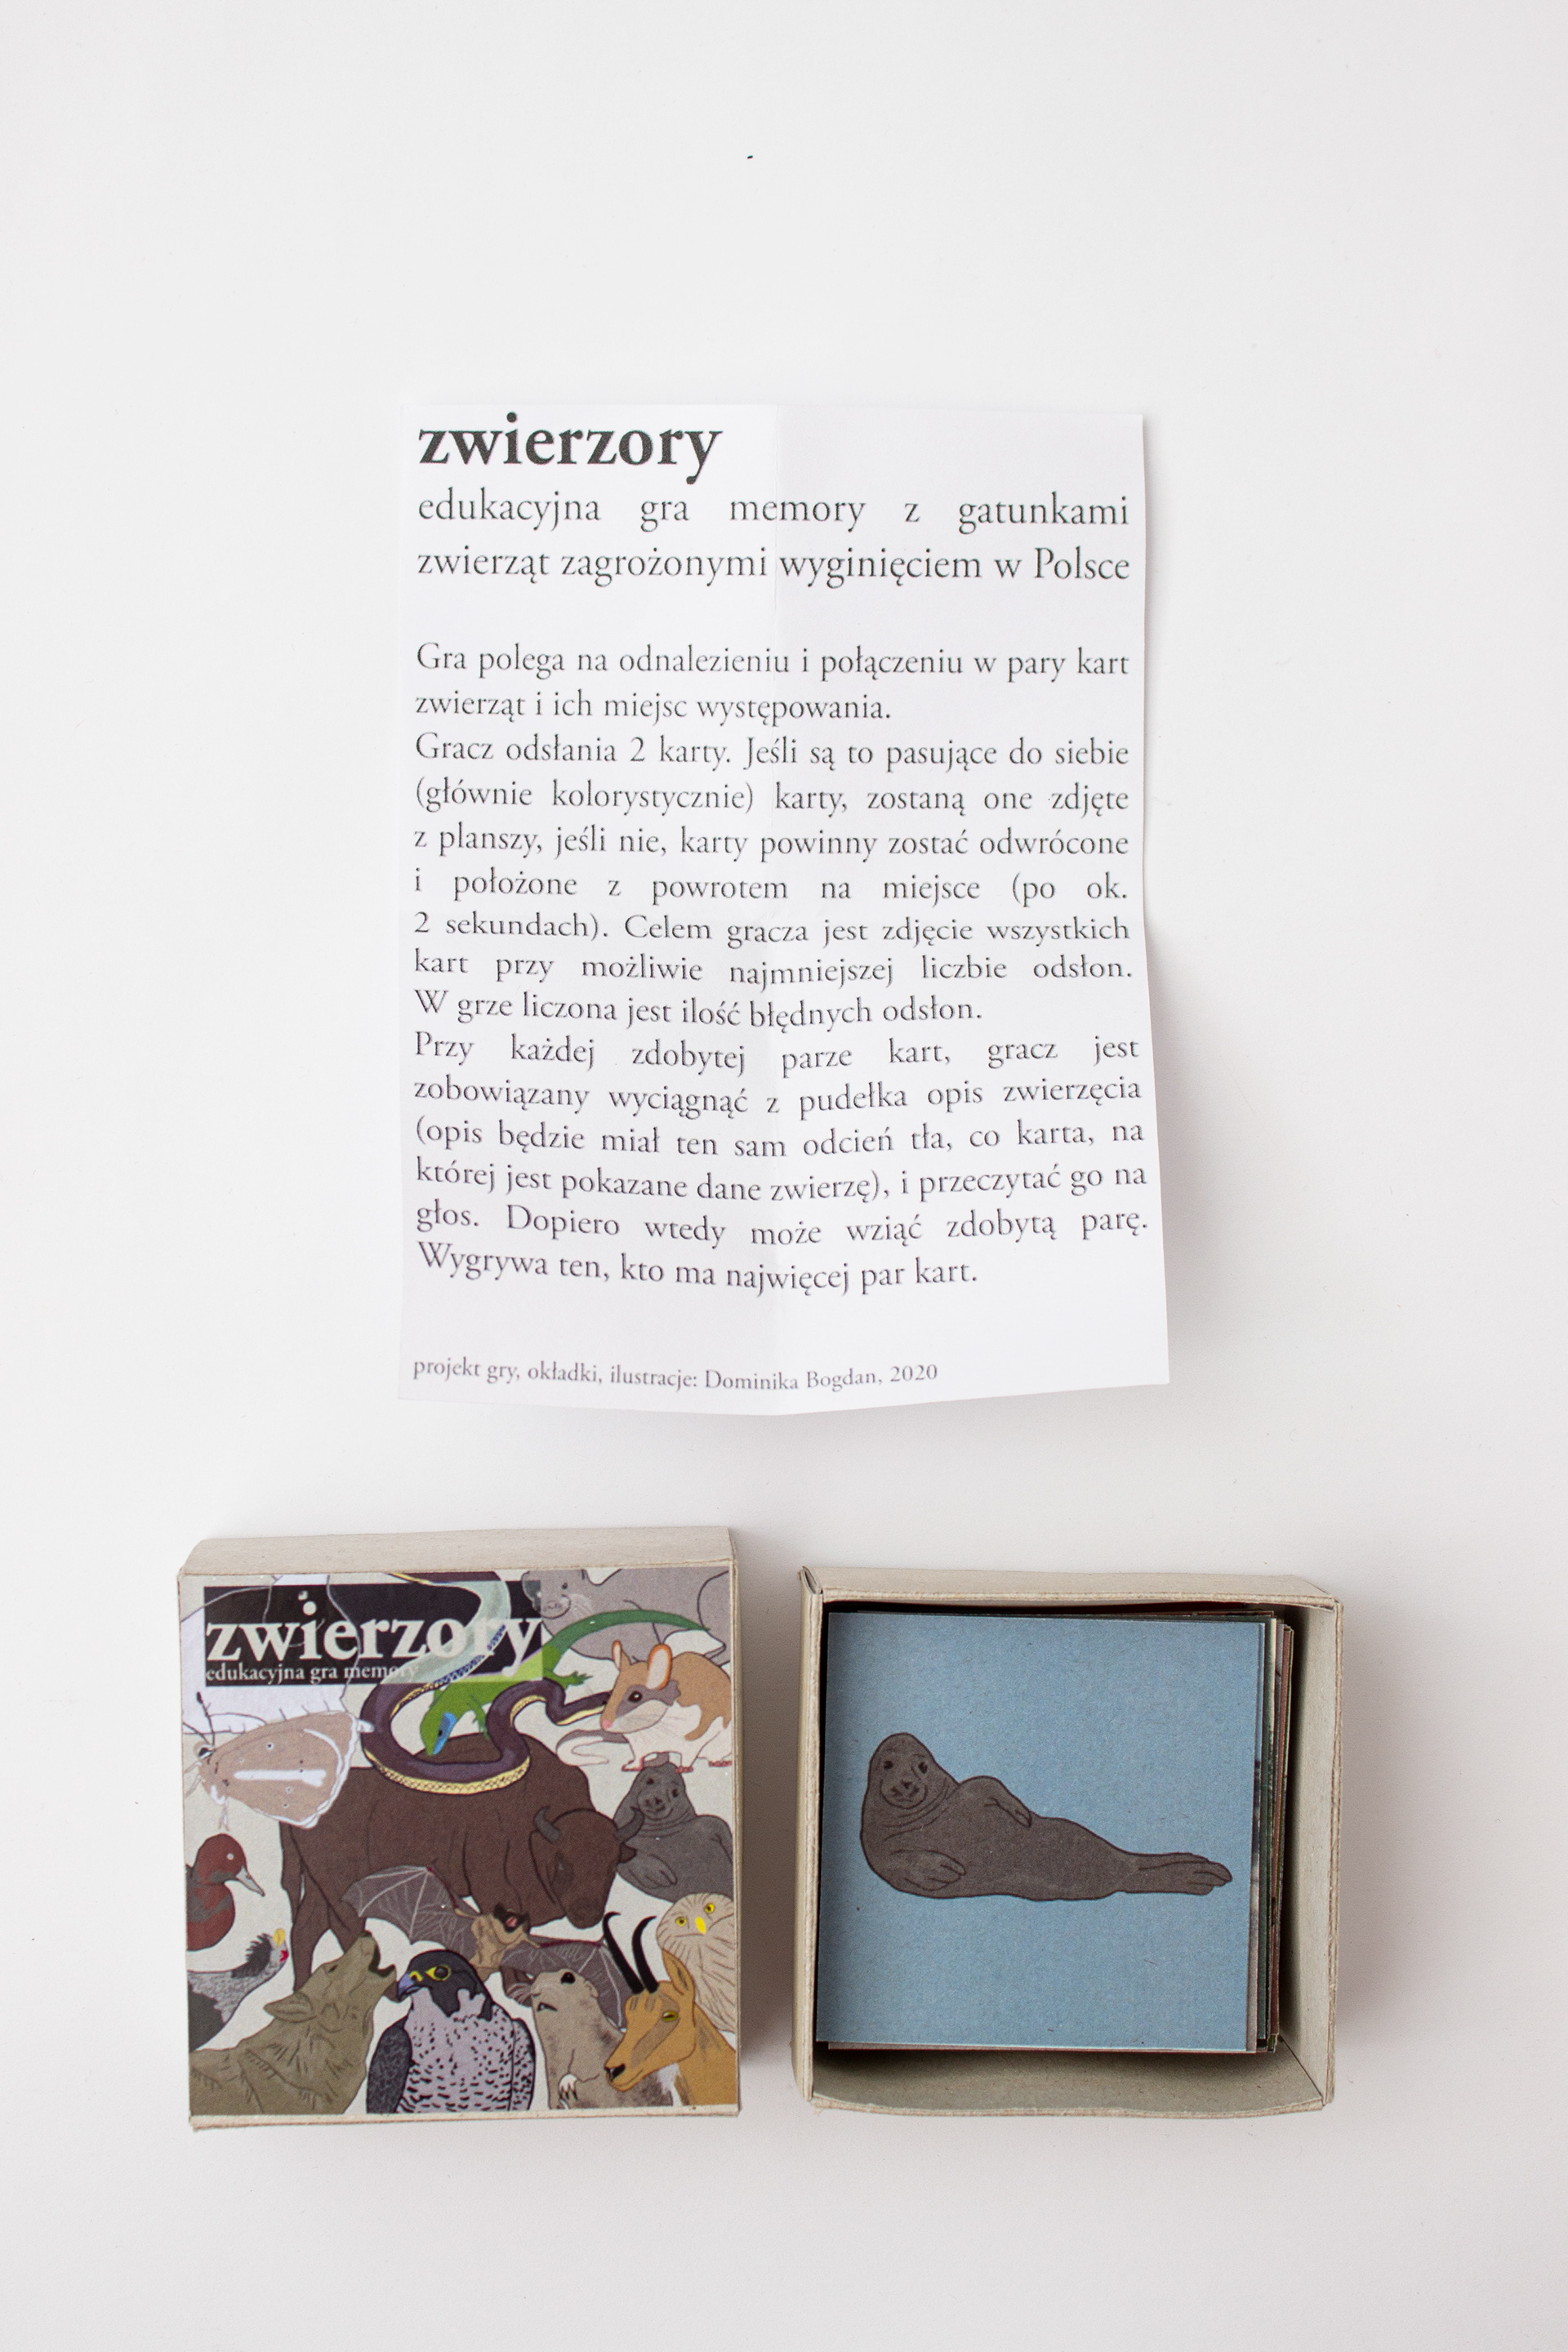 zwierzory
edukacyjna gra memory z gatunkami
zwierząt zagrożonymi wyginięciem w Polsce
Gra polega na odnalezieniu i połączeniu w pary kart
zwierząt i ich miejsc występowania.
Gracz odsłania 2 karty. Jeśli są to pasujące do siebie
(głównie kolorystycznie) karty, zostaną one zdjęte
z planszy, jeśli nie, karty powinny zostać odwrócone
i położone z powrotem na miejsce (po ok.
2 sekundach). Celem gracza jest zdjęcie wszystkich
kart przy możliwie najmniejszej liczbie odsłon.
W grze liczona jest ilość błędnych odsłon.
Przy każdej zdobytej parze kart, gracz jest
zobowiązany wyciągnąć z pudełka opis zwierzęcia
(opis będzie miał ten sam odcień tła, co karta, na
której jest pokazane dane zwierzę), i przeczytać go na
głos. Dopiero wtedy może wziąć zdobytą parę.
Wygrywa ten, kto ma najwięcej par kart.
projekt gry, okładki, ilustracje: Dominika Bogdan, 2020
zwierzory
edukacyjna gra memory